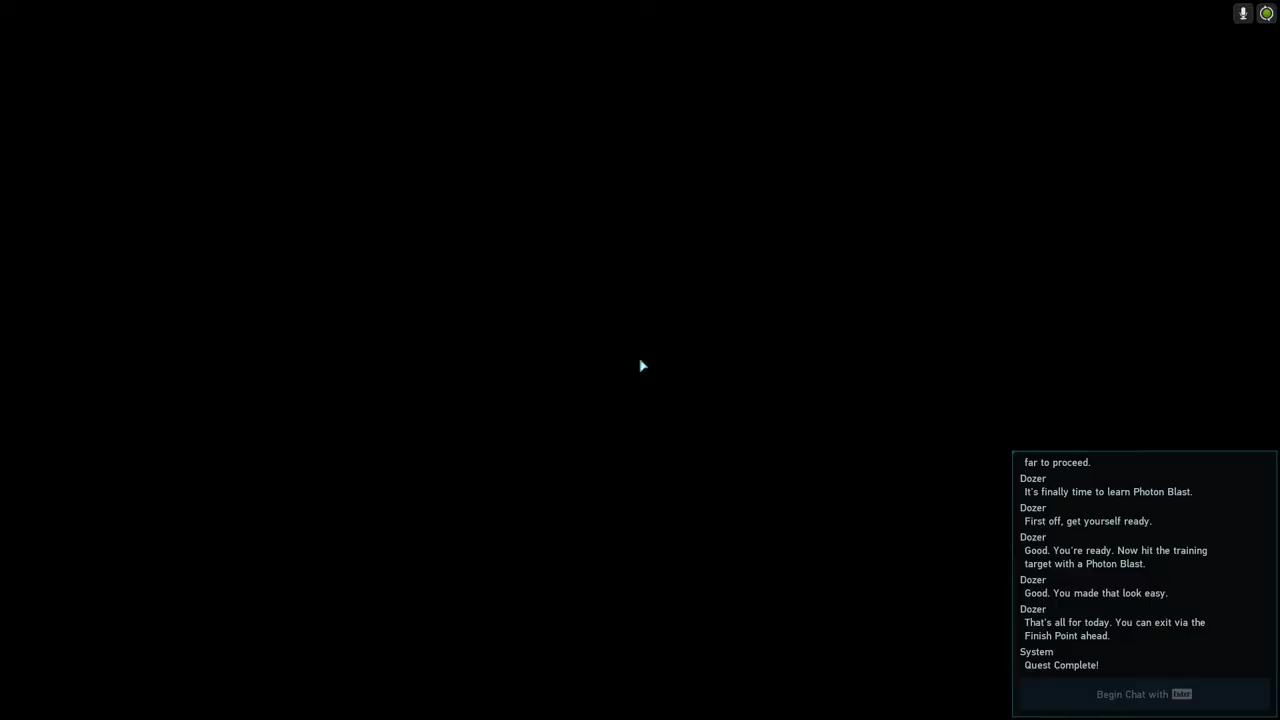 far to proceed.
Dozer
It's finally time to learn Photon Blast.
Dozer
First off, get yourself ready.
Dozer
Good. You're ready. Now hit the training
target with a Photon Blast.
Dozer
Good. You made that look easy.
Dozer
That's all for today. You can exit via the
Finish Point ahead.
System
Quest Complete!
Begin Chat with Enter